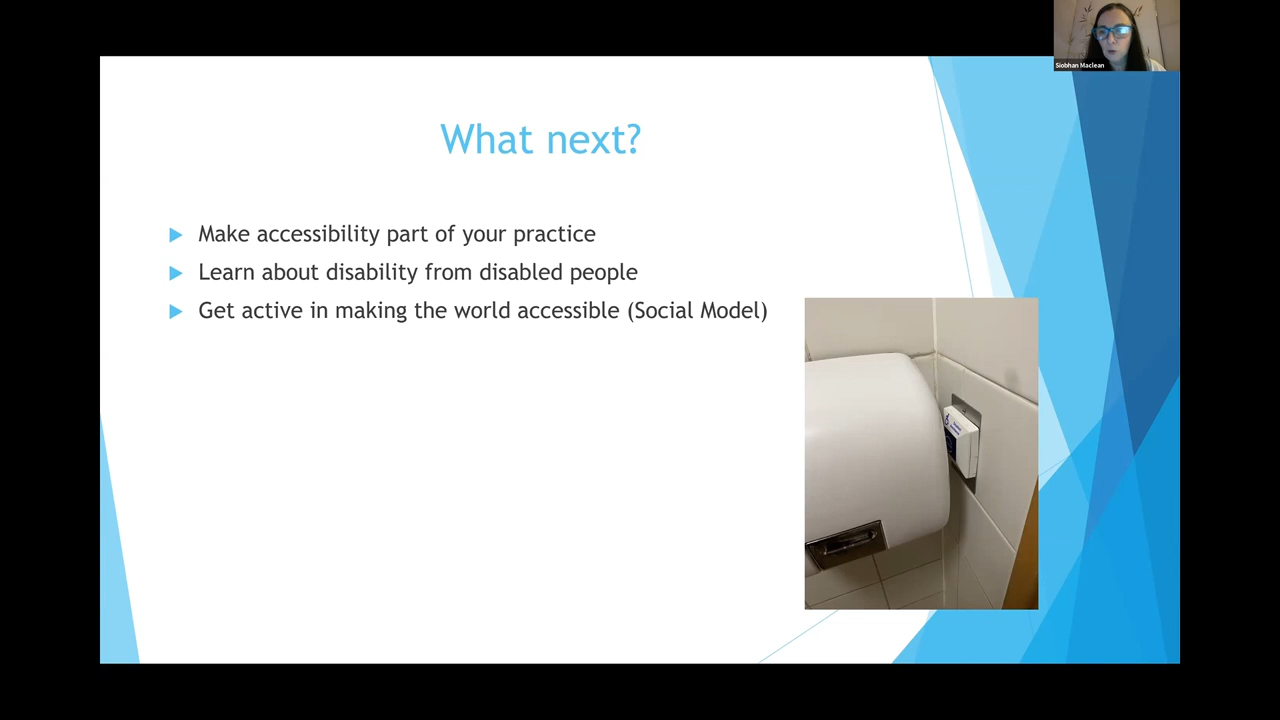 Siobhan Maclean
What next?
Make accessibility part of your practice
Learn about disability from disabled people
Get active in making the world accessible (Social Model)